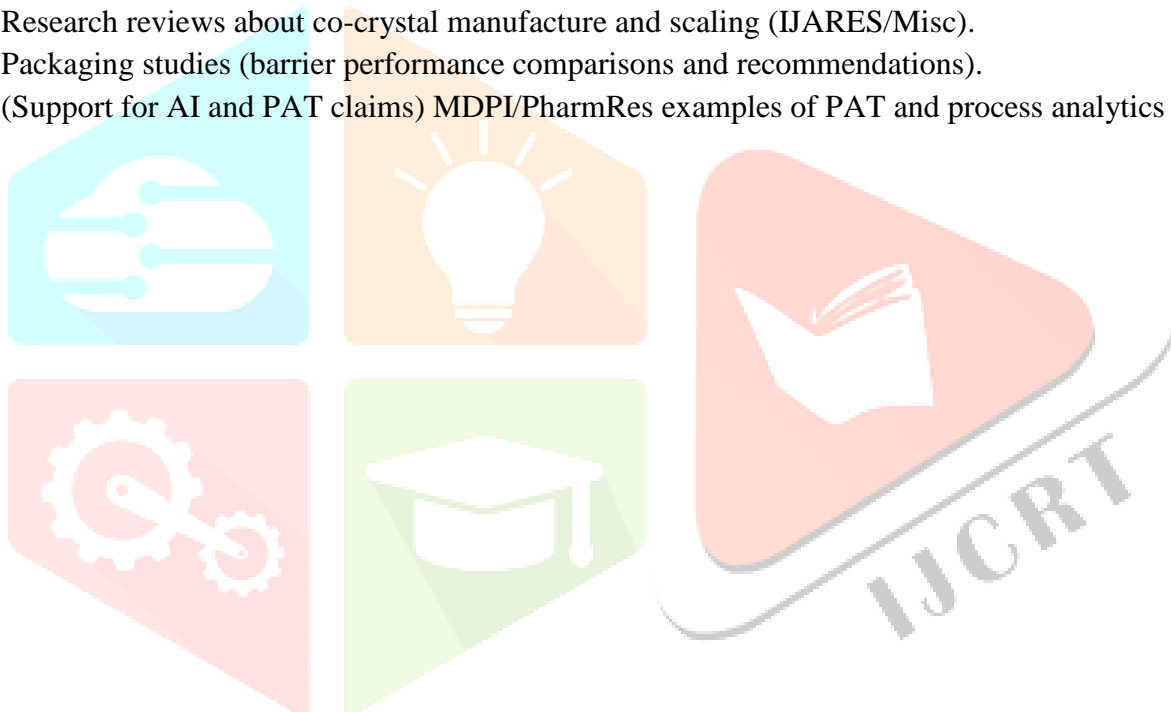 Research reviews about co-crystal manufacture and scaling (IJARES/Misc).
Packaging studies (barrier performance comparisons and recommendations).
(Support for AI and PAT claims) MDPI/PharmRes examples of PAT and process analytics
IJCRT